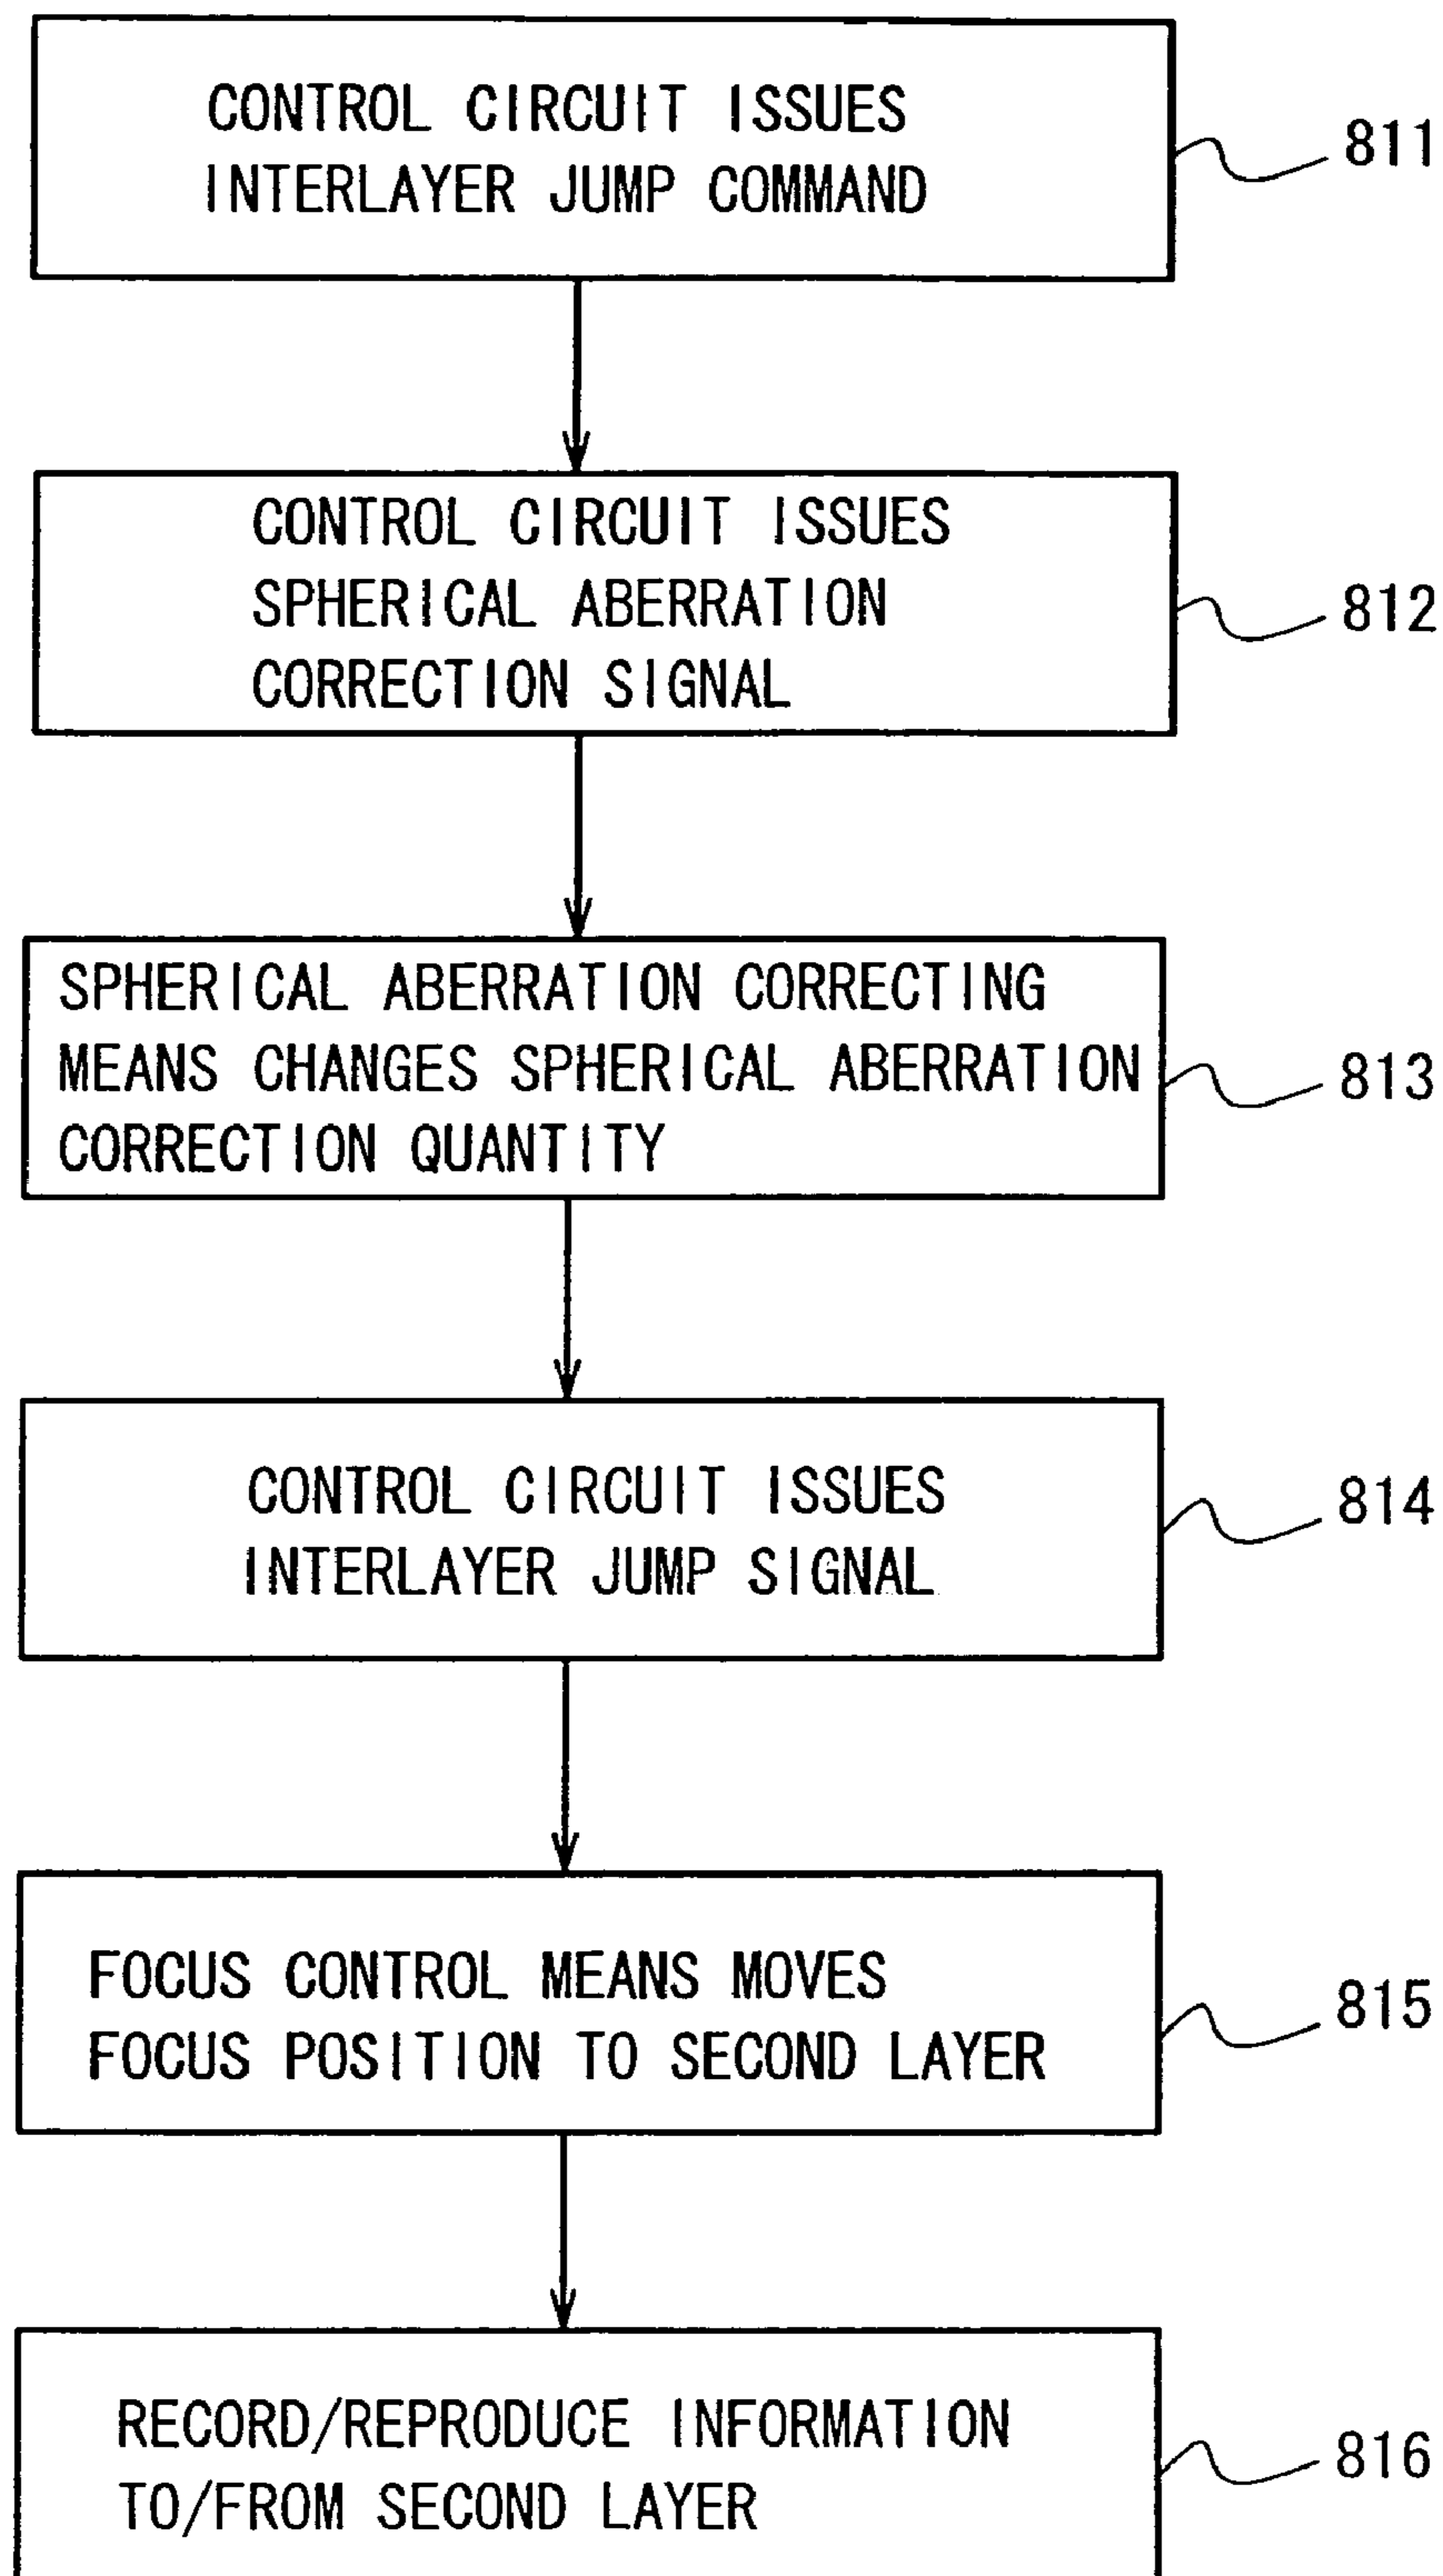 CONTROL CIRCUIT ISSUES
INTERLAYER JUMP COMMAND
811
CONTROL CIRCUIT ISSUES
SPHERICAL ABERRATION
CORRECTION SIGNAL
812
SPHERICAL ABERRATION CORRECTING
MEANS CHANGES SPHERICAL ABERRATION
CORRECTION QUANTITY
813
CONTROL CIRCUIT ISSUES
INTERLAYER JUMP SIGNAL
814
FOCUS CONTROL MEANS MOVES
FOCUS POSITION TO SECOND LAYER
815
RECORD/REPRODUCE INFORMATION
TO/FROM SECOND LAYER
816